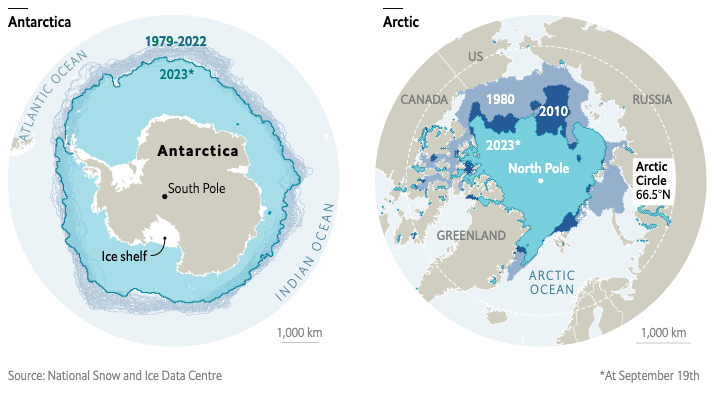 Antarctica
1979-2022
2023*
ATLANTIC OCEAN
Antarctica
South Pole
Ice shelf
INDIAN OCEAN
1,000 km
Arctic
US
CANADA
1980
2010
RUSSIA
2023*
North Pole
Arctic
Circle
66.5°N
GREENLAND
ARCTIC
OCEAN
1,000 km
Source: National Snow and Ice Data Centre
*At September 19th